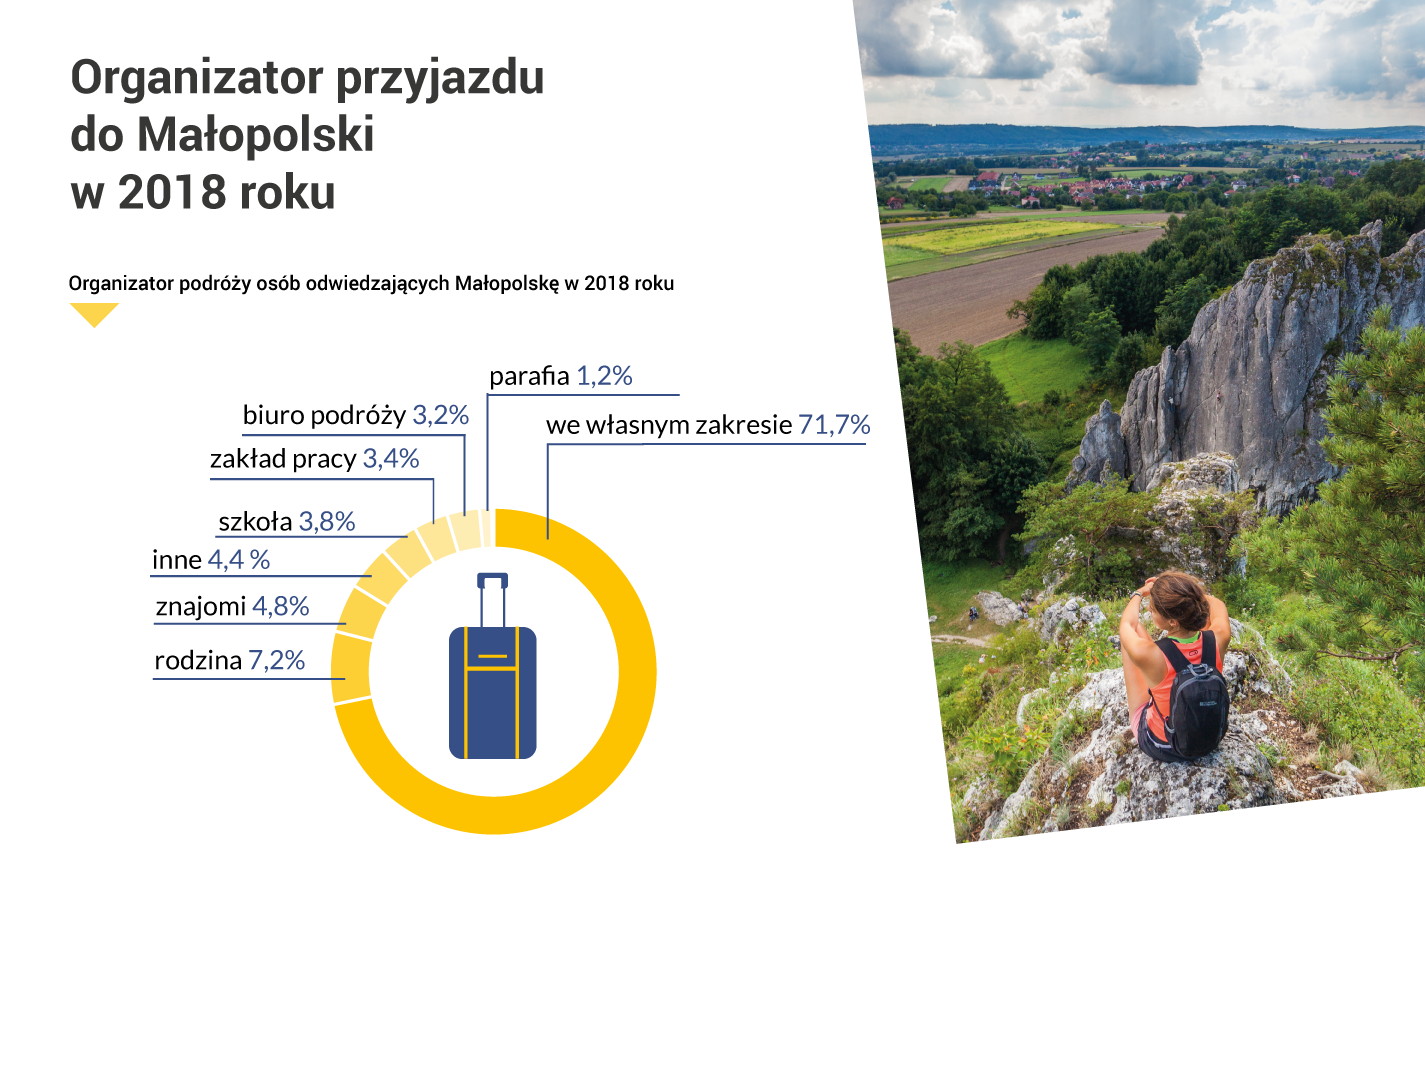 Organizator przyjazdu
do Małopolski
w 2018 roku
Organizator podróży osób odwiedzających Małopolskę w 2018 roku
parafia 1,2%
biuro podróży 3,2%
we własnym zakresie 71,7%
zakład pracy 3,4%
szkoła 3,8%
inne 4,4 %
znajomi 4,8%
rodzina 7,2%